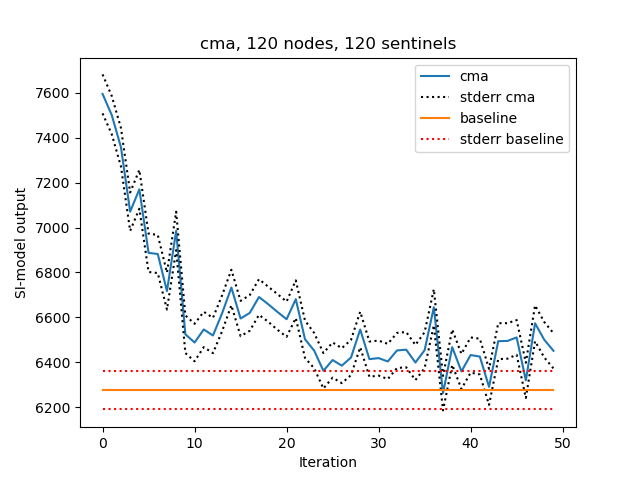 cma, 120 nodes, 120 sentinels
cma
stderr cma
baseline
stderr baseline
SI-model output
7600
7400
7200
7000
6800
6600
6400
6200
0 10 20 30 40 50
Iteration